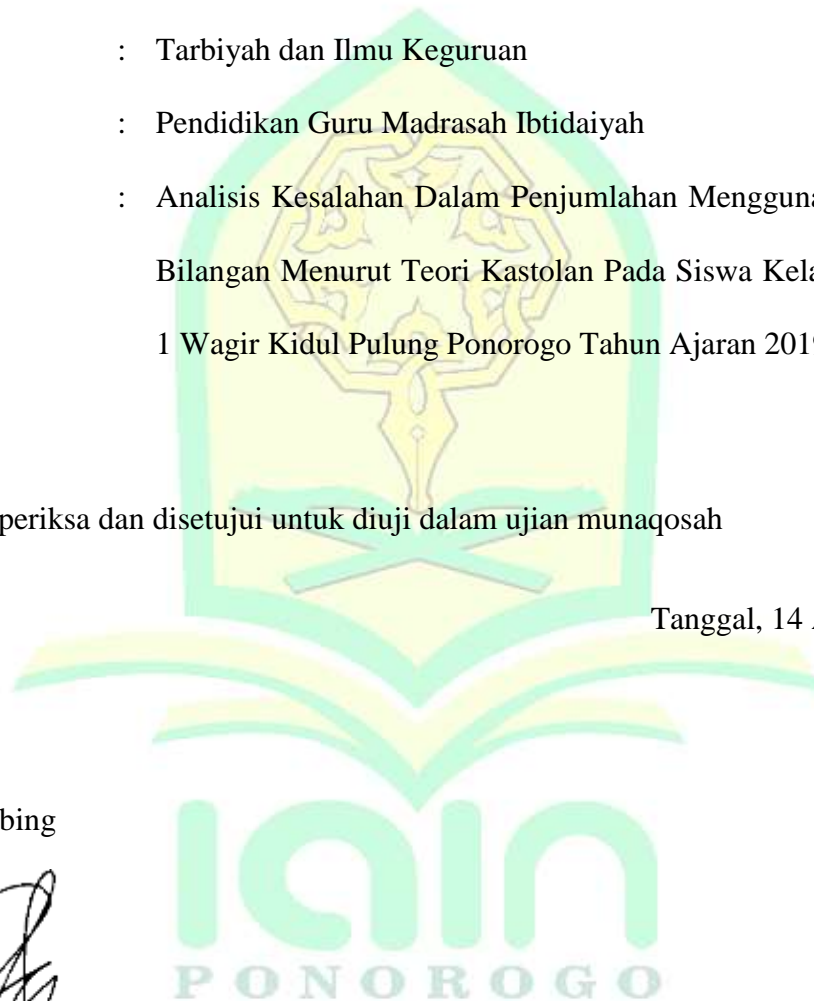 : Tarbiyah dan Ilmu Keguruan
: Pendidikan Guru Madrasah Ibtidaiyah
: Analisis Kesalahan Dalam Penjumlahan Mengguna
Bilangan Menurut Teori Kastolan Pada Siswa Kela
1 Wagir Kidul Pulung Ponorogo Tahun Ajaran 2019
periksa dan disetujui untuk diuji dalam ujian munaqosah
Tanggal, 14
bing
iain
PONOROGO